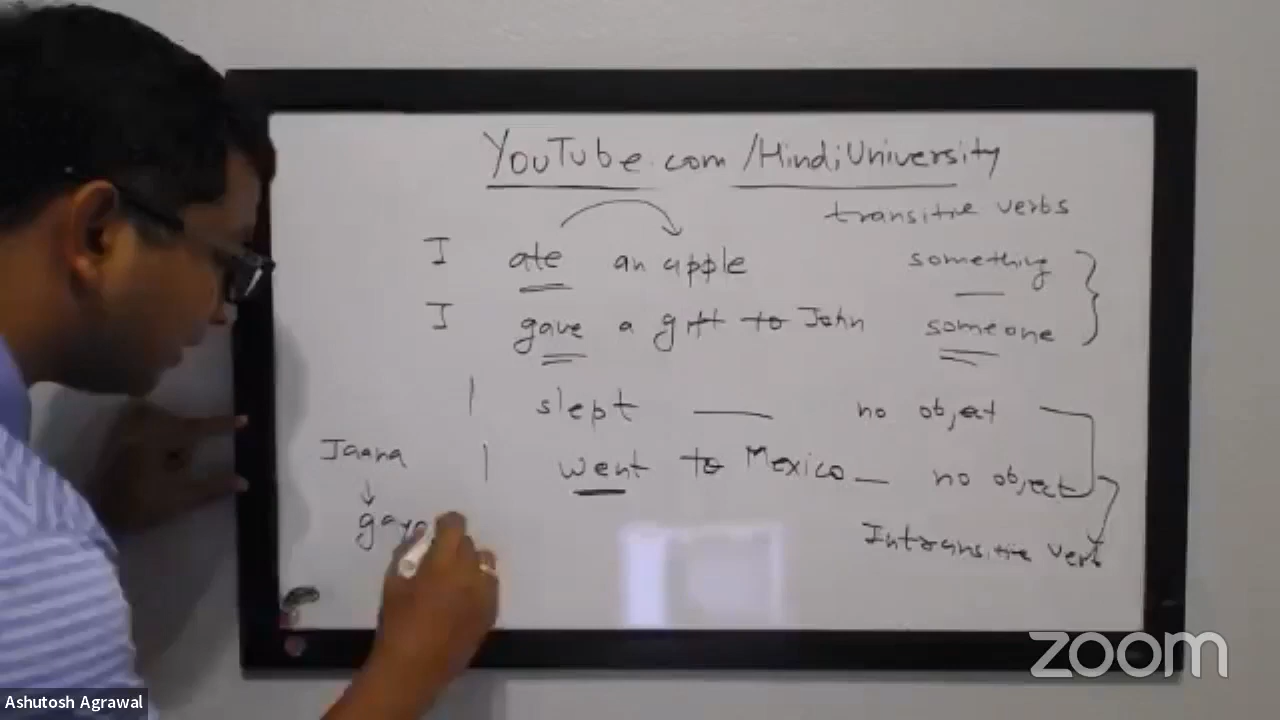 YouTube.com/HindiUniversity
transitive verbs
I ate an apple something
I gave a gift to John someone
I slept no object
Jaana I went to Mexico no object
gaya
Intransitive verb
zoom
Ashutosh Agrawal